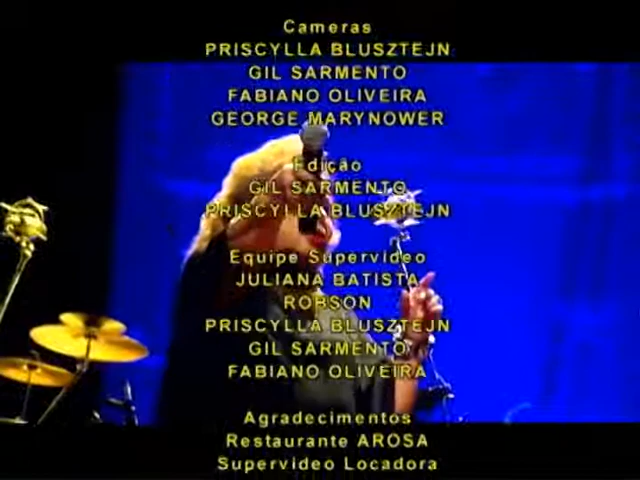 Cameras
PRISCYLLA BLUSZTEJN
GIL SARMENTO
FABIANO OLIVEIRA
GEORGE MARYNOWER
Edição
GIL SARMENTO
PRISCYLLA BLUSZTEJN
Equipe Supervideo
JULIANA BATISTA
ROBSON
PRISCYLLA BLUSZTEJN
GIL SARMENTO
FABIANO OLIVEIRA
Agradecimentos
Restaurante AROSA
Supervideo Locadora